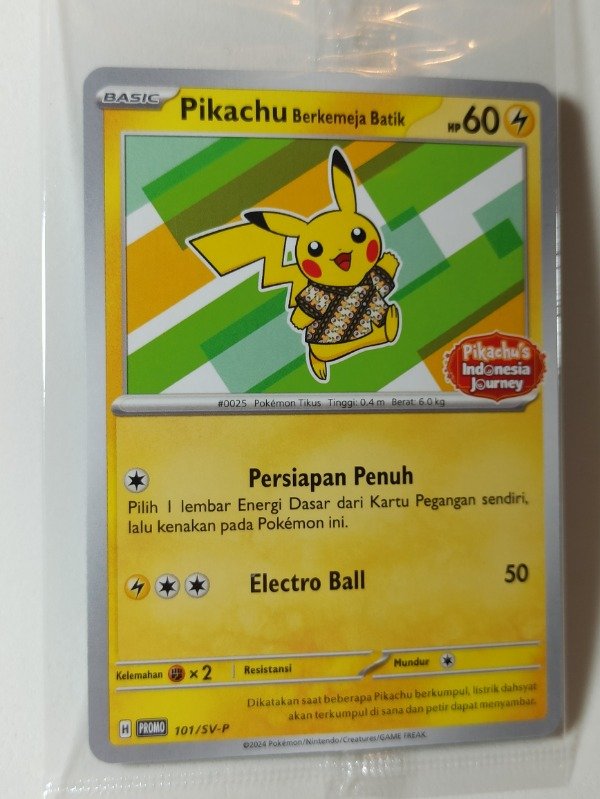 BASIC Pikachu Berkemeja Batik HP 60
Pikachu's
Indonesia
Journey
#0025 Pokémon Tikus Tinggi: 0.4 m Berat: 6.0 kg
Persiapan Penuh
Pilih 1 lembar Energi Dasar dari Kartu Pegangan sendiri,
lalu kenakan pada Pokémon ini.
Electro Ball 50
Kelemahan ×2 Resistansi Mundur
Dikatakan saat beberapa Pikachu berkumpul, listrik dahsyat
akan terkumpul di sana dan petir dapat menyambar.
H PROMO 101/SV-P
©2024 Pokémon/Nintendo/Creatures/GAME FREAK